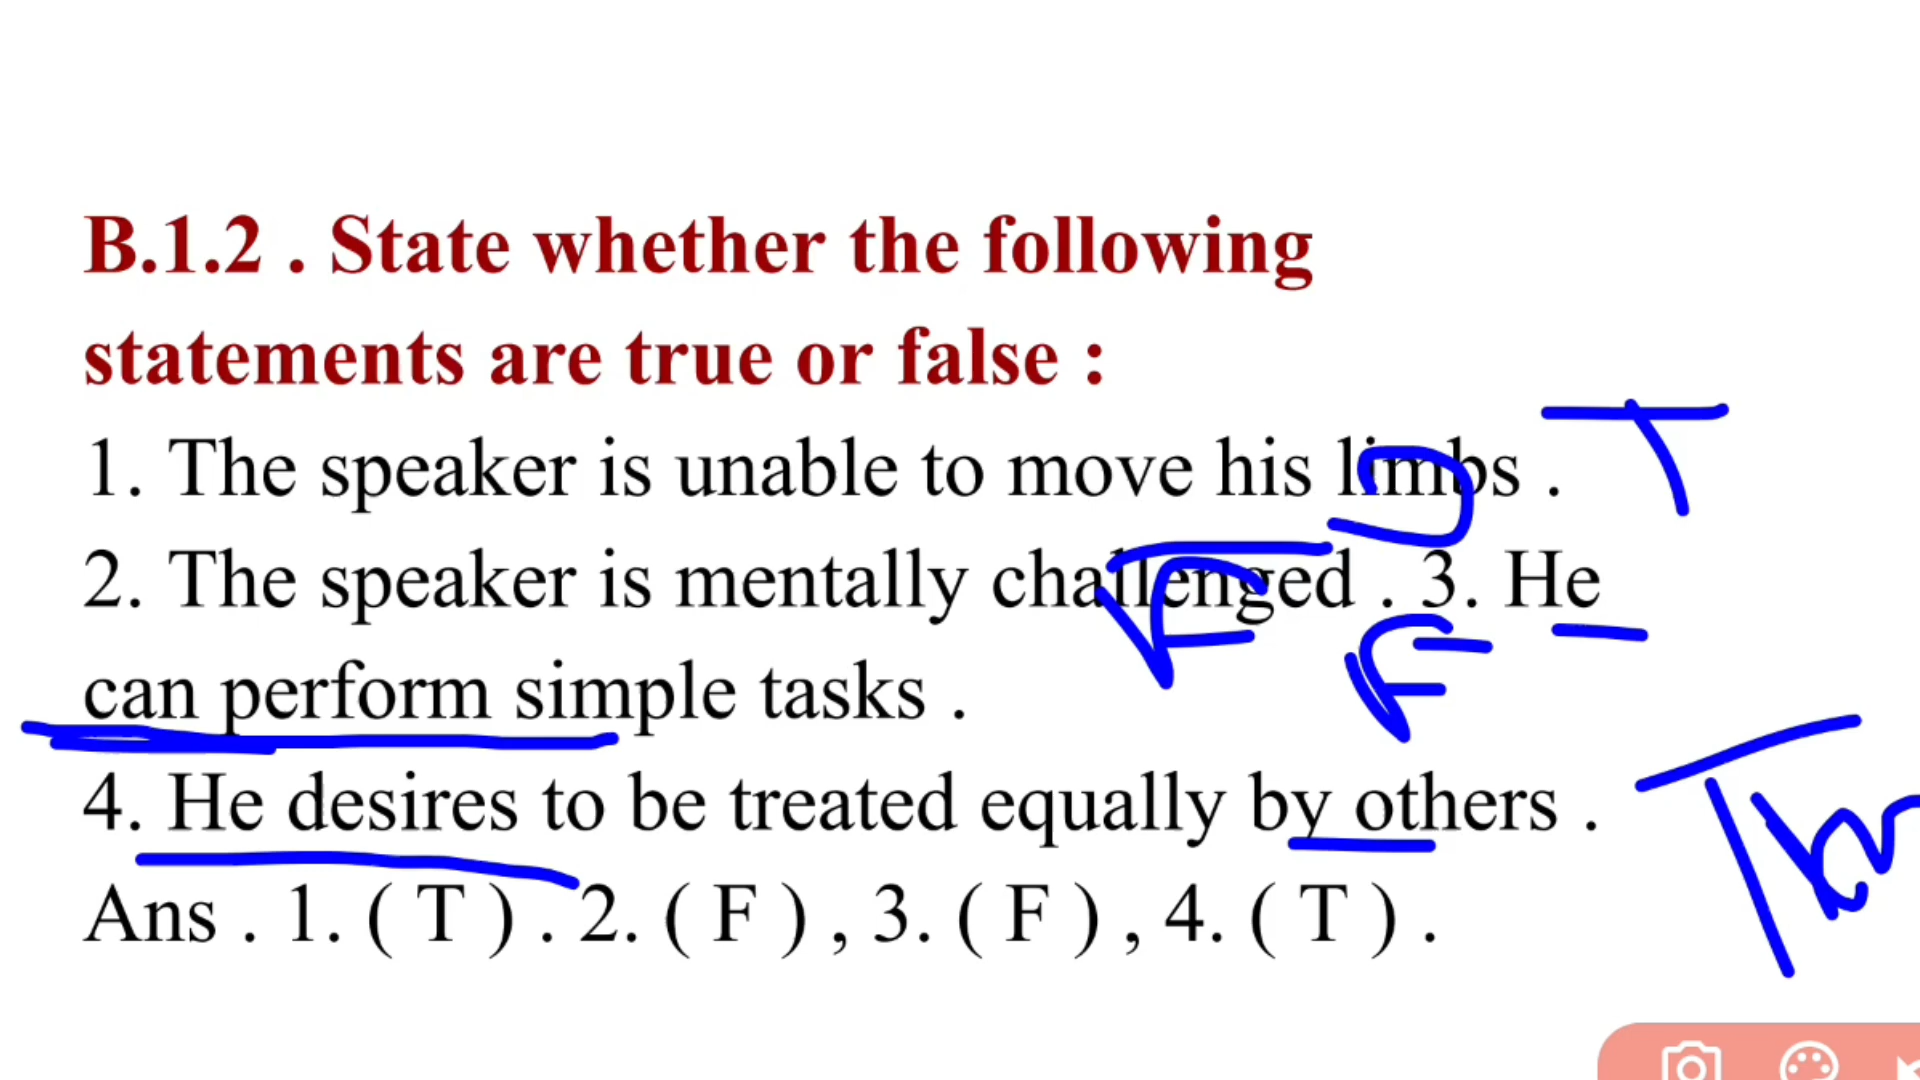 B.1.2 . State whether the following
statements are true or false :
1. The speaker is unable to move his limbs . T
2. The speaker is mentally challenged . 3. He
F F
can perform simple tasks .
4. He desires to be treated equally by others .
Ans . 1. ( T ) . 2. ( F ) , 3. ( F ) , 4. ( T ) .